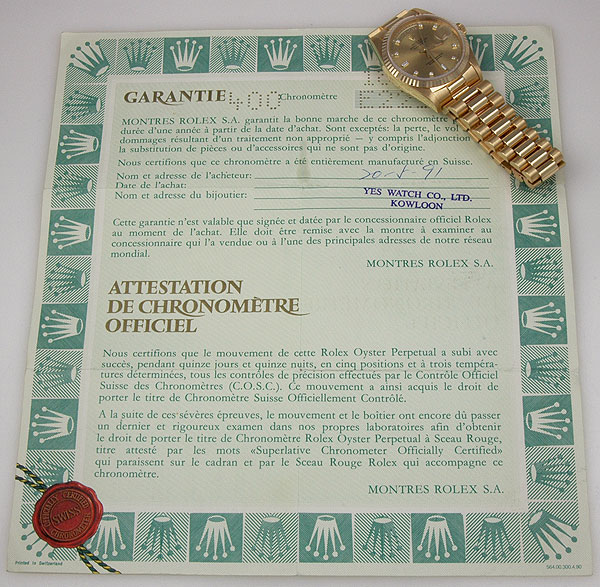 GARANTIE 400 Chronomètre
MONTRES ROLEX S.A. garantit la bonne marche de ce chronomètre
durée d'une année à partir de la date d'achat. Sont exceptés: la perte, le vol
dommages résultant d'un traitement non approprié – y compris l'adjonction
la substitution de pièces ou d'accessoires qui ne sont pas d'origine.
Nous certifions que ce chronomètre a été entièrement manufacturé en Suisse.
Nom et adresse de l'acheteur:
Date de l'achat: 20-5-91
Nom et adresse du bijoutier: YES WATCH CO., LTD.
KOWLOON
Cette garantie n'est valable que signée et datée par le concessionnaire officiel Rolex
au moment de l'achat. Elle doit être remise avec la montre à examiner au
concessionnaire qui l'a vendue ou à l'une des principales adresses de notre réseau
mondial.
MONTRES ROLEX S.A.
ATTESTATION
DE CHRONOMÈTRE
OFFICIEL
Nous certifions que le mouvement de cette Rolex Oyster Perpetual a subi avec
succès, pendant quinze jours et quinze nuits, en cinq positions et à trois tempéra-
tures déterminées, tous les contrôles de précision effectués par le Contrôle Officiel
Suisse des Chronomètres (C.O.S.C.). Ce mouvement a ainsi acquis le droit de
porter le titre de Chronomètre Suisse Officiellement Contrôlé.
A la suite de ces sévères épreuves, le mouvement et le boîtier ont encore dû passer
un dernier et rigoureux examen dans nos propres laboratoires afin d'obtenir
le droit de porter le titre de Chronomètre Rolex Oyster Perpetual à Sceau Rouge,
titre attesté par les mots «Superlative Chronometer Officially Certified»
qui paraissent sur le cadran et par le Sceau Rouge Rolex qui accompagne ce
chronomètre.
MONTRES ROLEX S.A.
SWISS
Printed in Switzerland
564.00.300.4.90